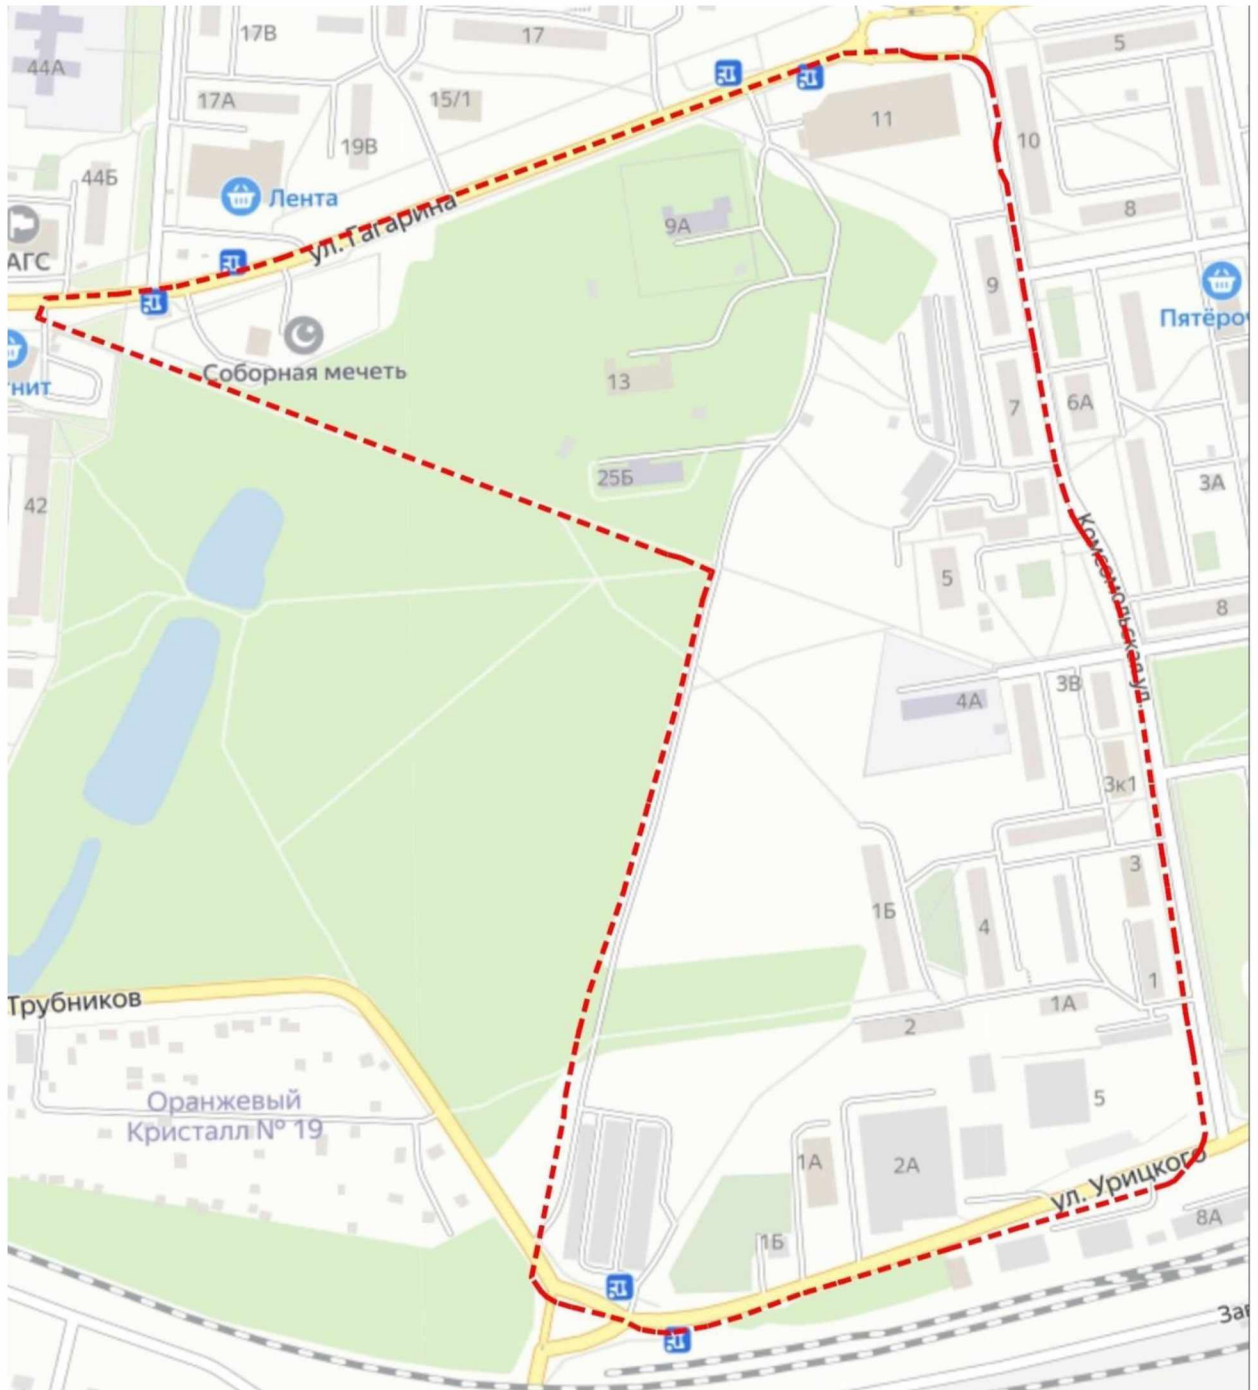 17В
17
5
44А
17А
15/1
11
10
19В
44Б
Лента
8
9А
ул. Гагарина
АГС
9
Пятёроч
Соборная мечеть
гнит
13
7
6А
25Б
42
3А
5
8
Комсомольская ул.
4А
3В
3к1
3
1Б
4
1
Трубников
1А
2
Оранжевый
Кристалл № 19
5
1А
2А
ул. Урицкого
1Б
8А
Зав